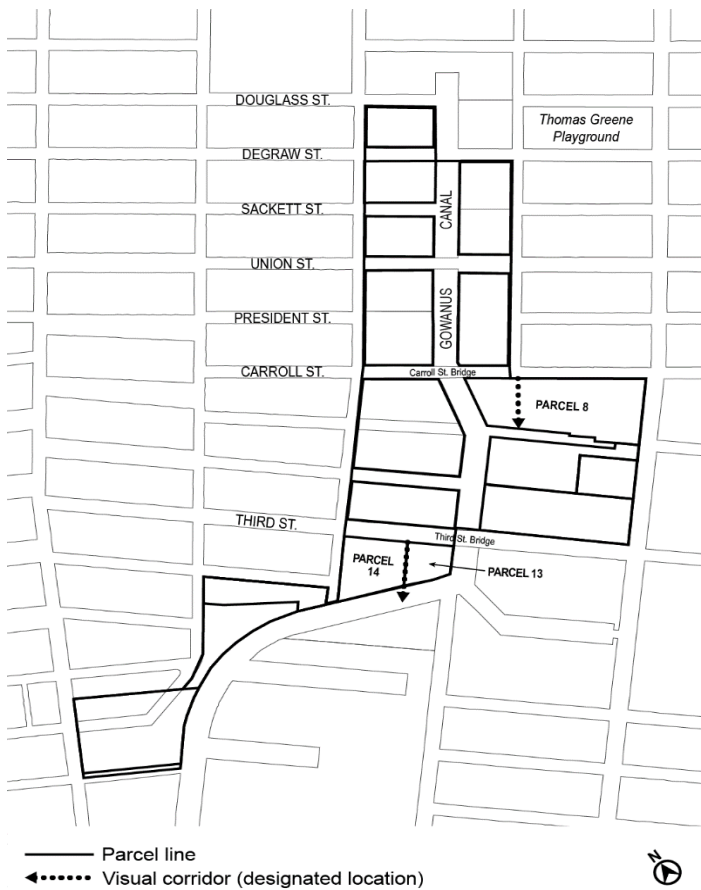 DOUGLASS ST.
Thomas Greene
Playground
DEGRAW ST.
SACKETT ST.
CANAL
UNION ST.
GOWANUS
PRESIDENT ST.
CARROLL ST.
Carroll St. Bridge
PARCEL 8
THIRD ST.
Third St. Bridge
PARCEL
14
PARCEL 13
Parcel line
Visual corridor (designated location)
N